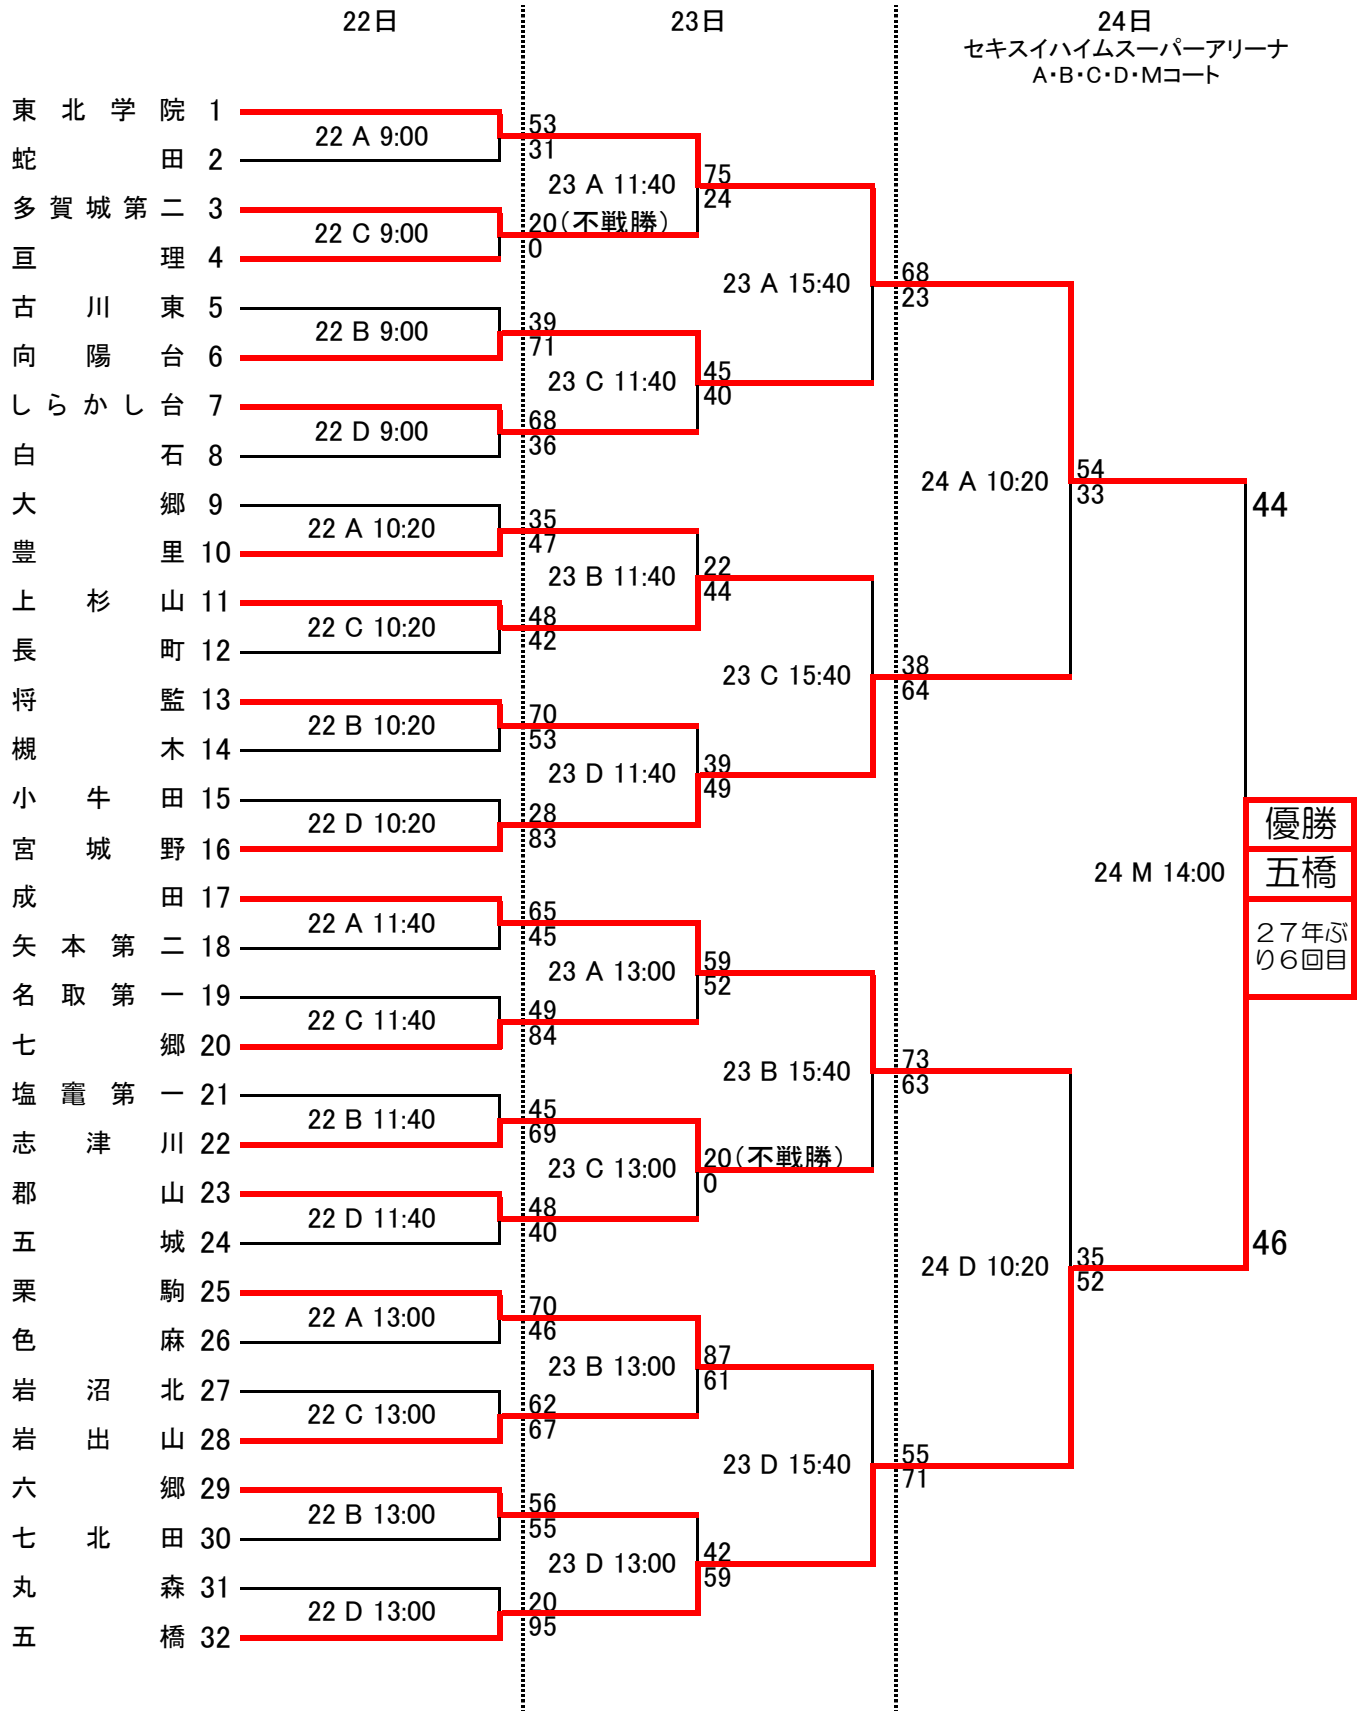 22日
23日
24日
セキスイハイムスーパーアリーナ
A・B・C・D・Mコート
東北学院 1
22 A 9:00
蛇田 2
53
31
多賀城第二 3
22 C 9:00
亘理 4
20(不戦勝)
0
23 A 11:40
75
24
古川東 5
22 B 9:00
向陽台 6
39
71
しらかし台 7
22 D 9:00
白石 8
68
36
23 C 11:40
45
40
23 A 15:40
68
23
大郷 9
22 A 10:20
豊里 10
35
47
上杉山 11
22 C 10:20
長町 12
48
42
23 B 11:40
22
44
将監 13
22 B 10:20
槻木 14
70
53
小牛田 15
22 D 10:20
宮城野 16
28
83
23 D 11:40
39
49
23 C 15:40
38
64
24 A 10:20
54
33
44
成田 17
22 A 11:40
矢本第二 18
65
45
名取第一 19
22 C 11:40
七郷 20
49
84
23 A 13:00
59
52
塩竈第一 21
22 B 11:40
志津川 22
45
69
郡山 23
22 D 11:40
五城 24
48
40
23 C 13:00
20(不戦勝)
0
23 B 15:40
73
63
栗駒 25
22 A 13:00
色麻 26
70
46
岩沼北 27
22 C 13:00
岩出山 28
62
67
23 B 13:00
87
61
六郷 29
22 B 13:00
七北田 30
56
55
丸森 31
22 D 13:00
五橋 32
20
95
23 D 13:00
42
59
23 D 15:40
55
71
24 D 10:20
35
52
46
24 M 14:00
優勝
五橋
27年ぶ
り6回目